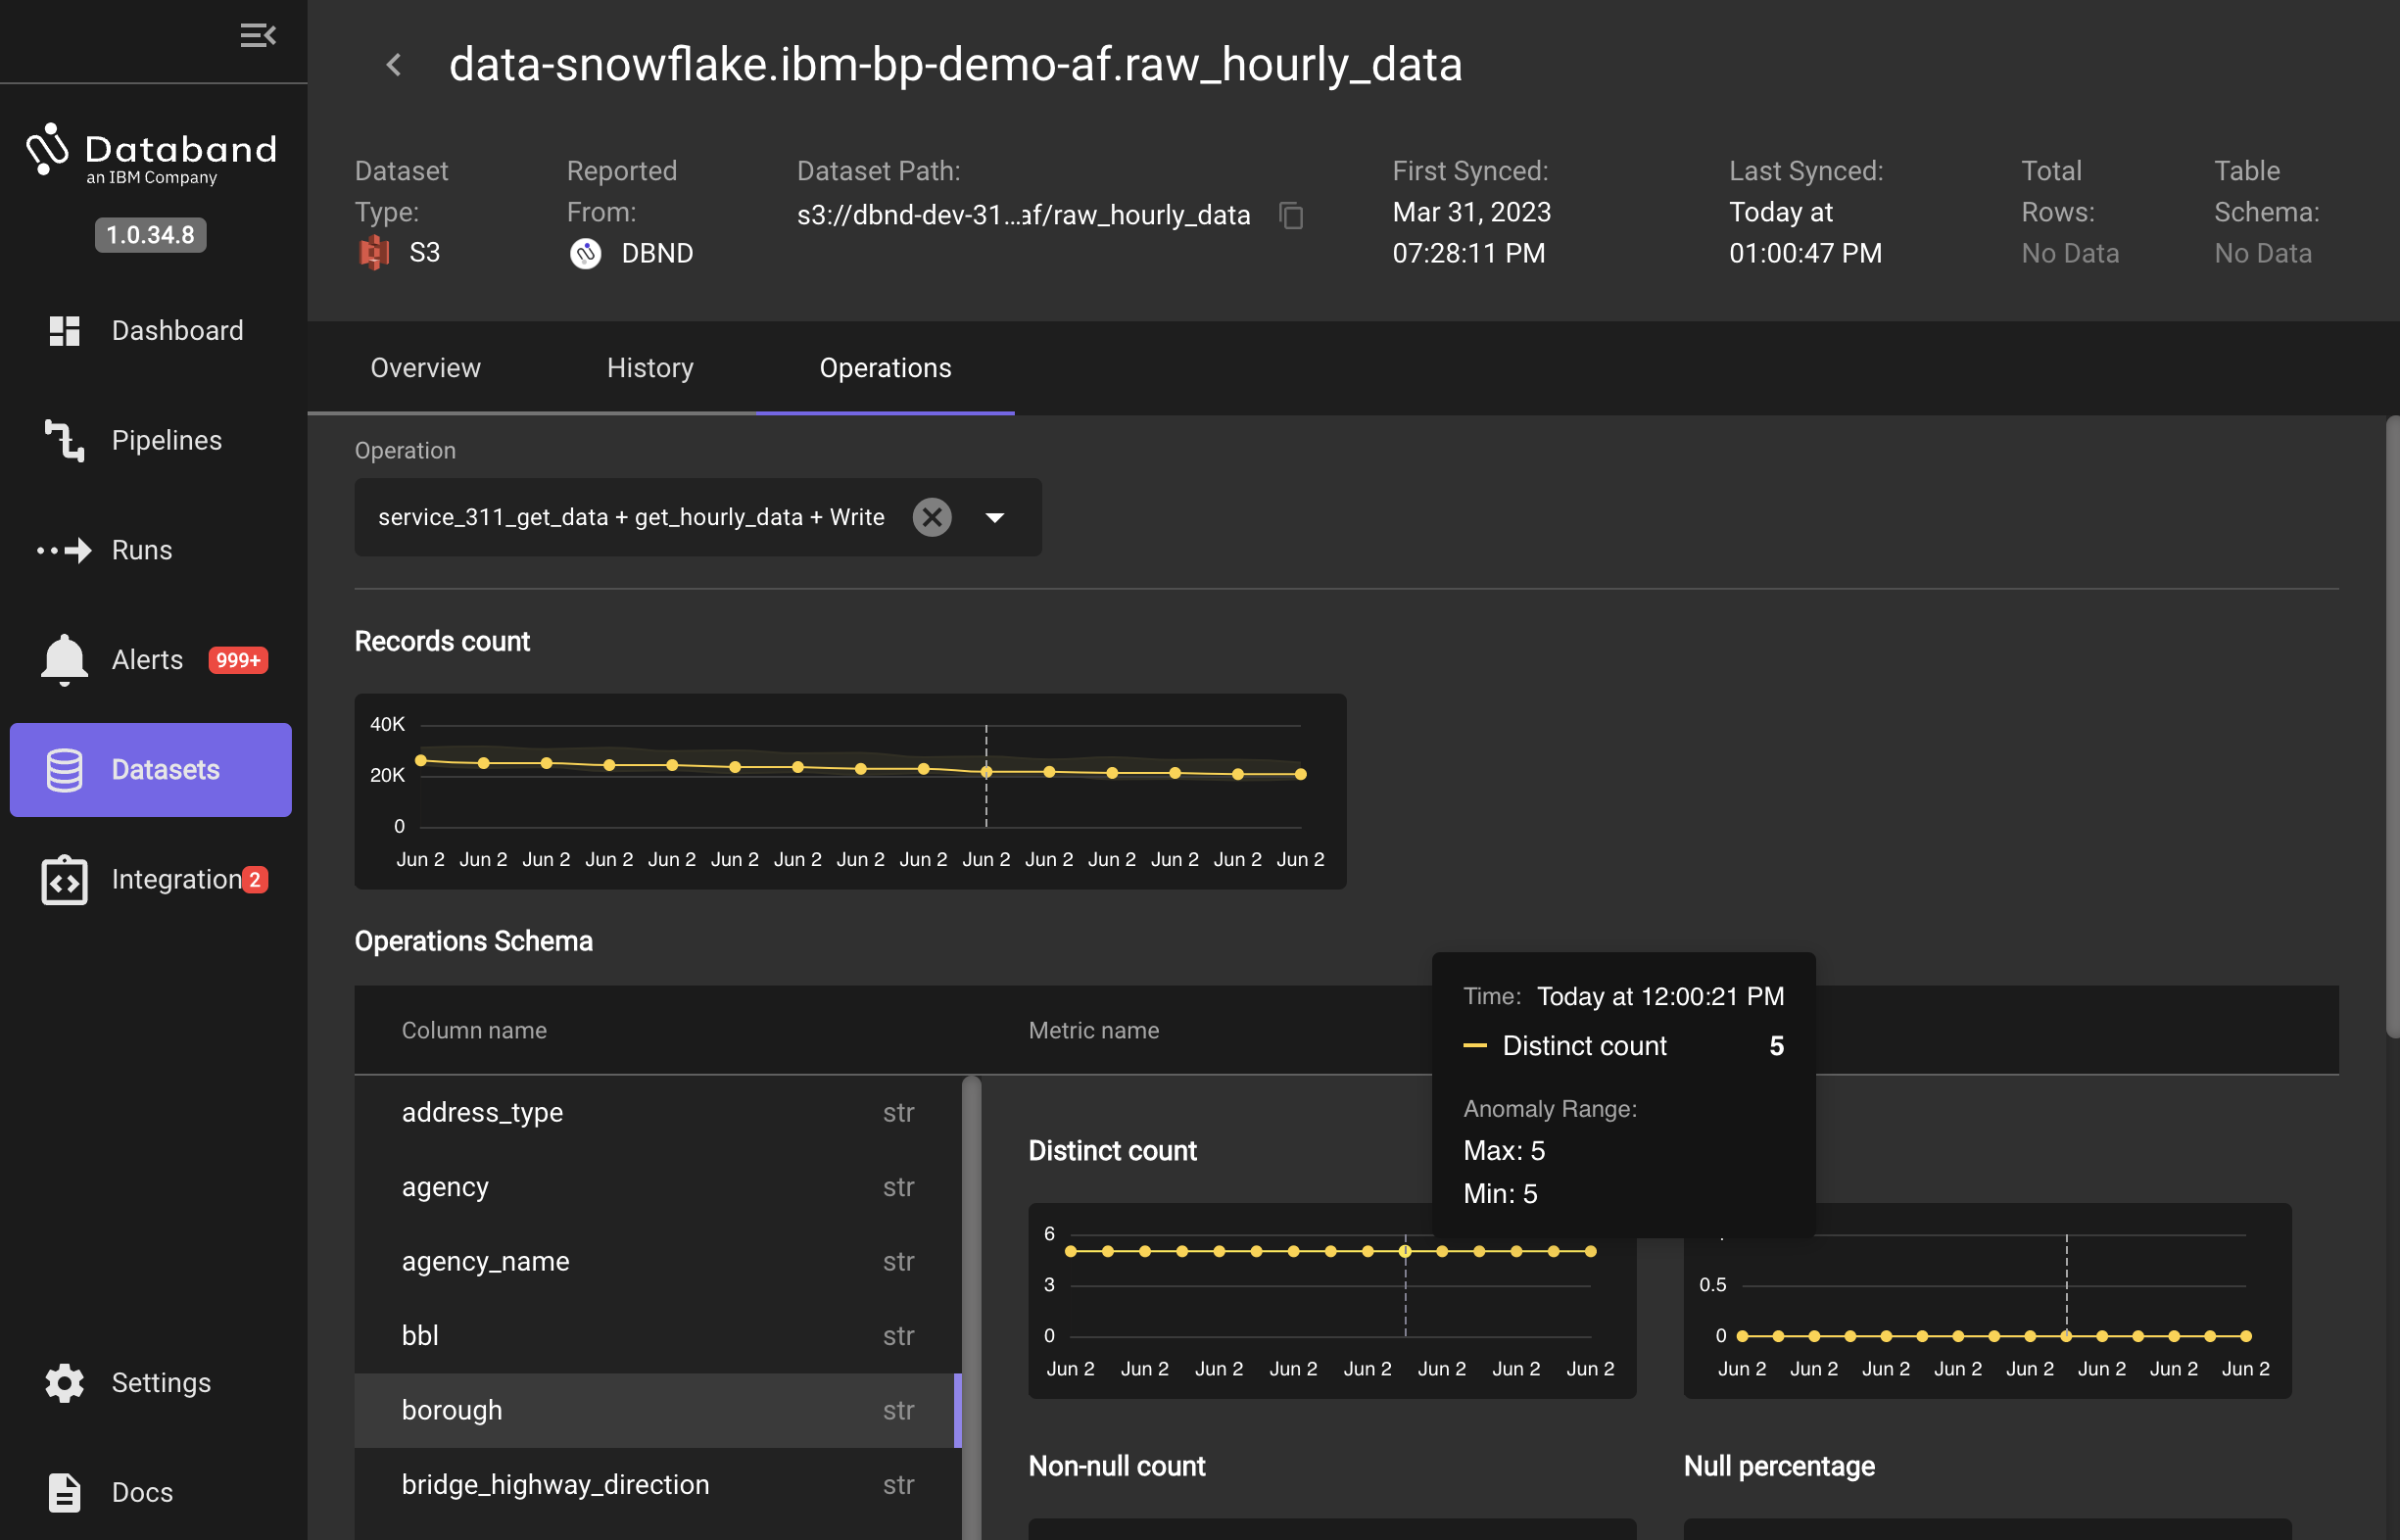 data-snowflake.ibm-bp-demo-af.raw_hourly_data
Databand
an IBM Company
1.0.34.8
Dashboard
Pipelines
Runs
Alerts 999+
Datasets
Integration 2
Settings
Docs
Dataset Type:
S3
Reported From:
DBND
Dataset Path:
s3://dbnd-dev-31...af/raw_hourly_data
First Synced:
Mar 31, 2023
07:28:11 PM
Last Synced:
Today at
01:00:47 PM
Total Rows:
No Data
Table Schema:
No Data
Overview History Operations
Operation
service_311_get_data + get_hourly_data + Write
Records count
40K
20K
0
Jun 2 Jun 2 Jun 2 Jun 2 Jun 2 Jun 2 Jun 2 Jun 2 Jun 2 Jun 2 Jun 2 Jun 2 Jun 2 Jun 2 Jun 2
Operations Schema
Column name Metric name
address_type str
agency str
agency_name str
bbl str
borough str
bridge_highway_direction str
Time: Today at 12:00:21 PM
Distinct count 5
Anomaly Range:
Max: 5
Min: 5
Distinct count
6
3
0
Jun 2 Jun 2 Jun 2 Jun 2 Jun 2 Jun 2 Jun 2 Jun 2
0.5
0
Jun 2 Jun 2 Jun 2 Jun 2 Jun 2 Jun 2 Jun 2 Jun 2
Non-null count
Null percentage